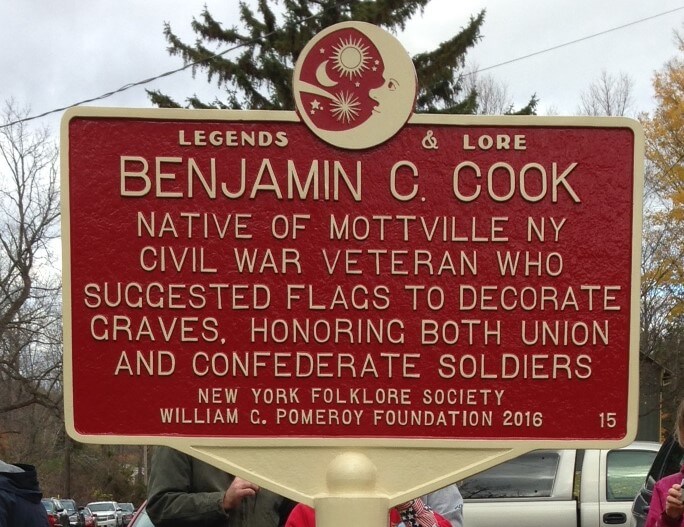 LEGENDS & LORE
BENJAMIN C. COOK
NATIVE OF MOTTVILLE NY
CIVIL WAR VETERAN WHO
SUGGESTED FLAGS TO DECORATE
GRAVES, HONORING BOTH UNION
AND CONFEDERATE SOLDIERS
NEW YORK FOLKLORE SOCIETY
WILLIAM G. POMEROY FOUNDATION 2016 15